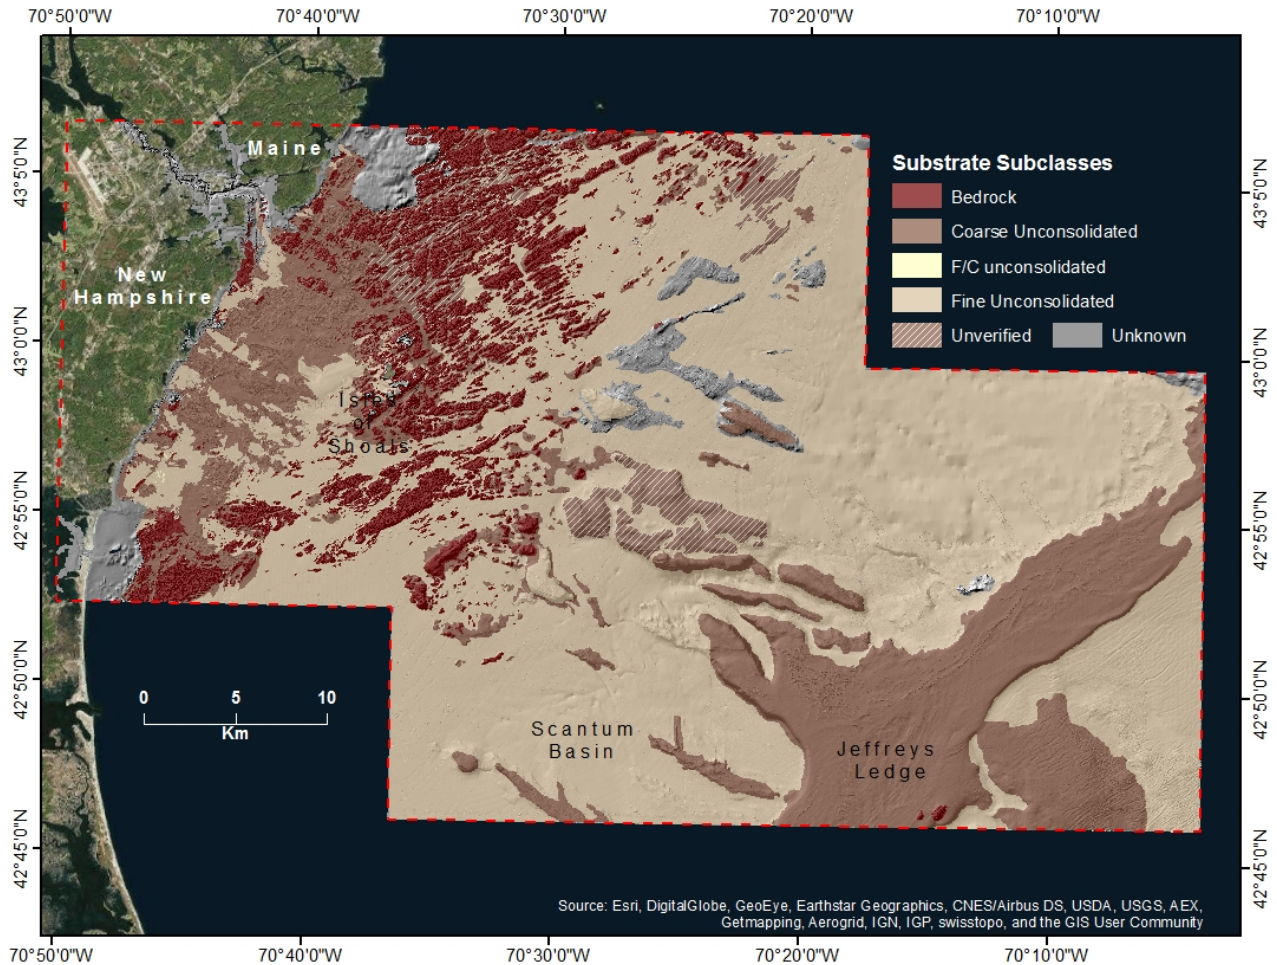 70°50'0"W 70°40'0"W 70°30'0"W 70°20'0"W 70°10'0"W
43°5'0"N
43°0'0"N
42°55'0"N
42°50'0"N
42°45'0"N
Maine
New
Hampshire
Isles
of
Shoals
Substrate Subclasses
Bedrock
Coarse Unconsolidated
F/C unconsolidated
Fine Unconsolidated
Unverified Unknown
0 5 10
Km
Scantum
Basin
Jeffreys
Ledge
43°5'0"N
43°0'0"N
42°55'0"N
42°50'0"N
42°45'0"N
Source: Esri, DigitalGlobe, GeoEye, Earthstar Geographics, CNES/Airbus DS, USDA, USGS, AEX,
Getmapping, Aerogrid, IGN, IGP, swisstopo, and the GIS User Community
70°50'0"W 70°40'0"W 70°30'0"W 70°20'0"W 70°10'0"W